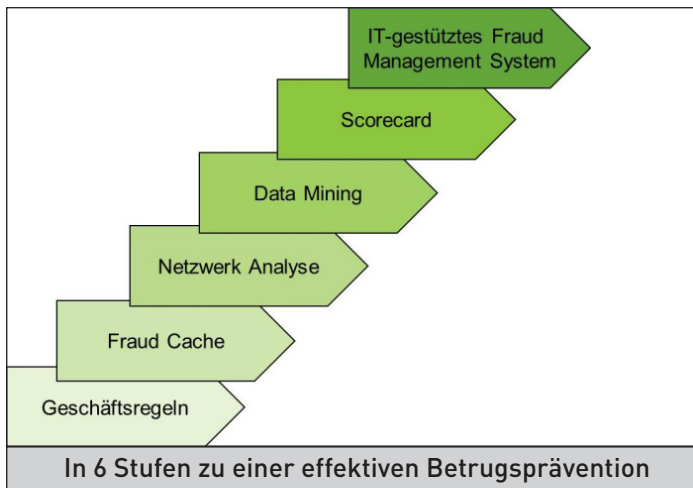 IT-gestütztes Fraud
Management System
Scorecard
Data Mining
Netzwerk Analyse
Fraud Cache
Geschäftsregeln
In 6 Stufen zu einer effektiven Betrugsprävention